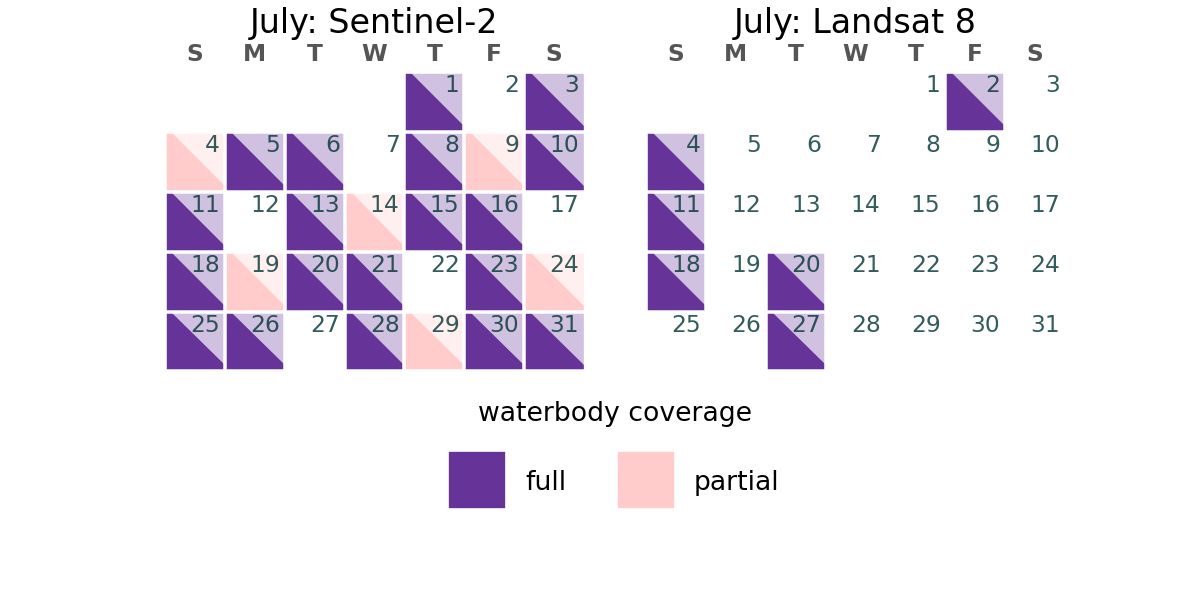 July: Sentinel-2
S M T W T F S
1 2 3
4 5 6 7 8 9 10
11 12 13 14 15 16 17
18 19 20 21 22 23 24
25 26 27 28 29 30 31
July: Landsat 8
S M T W T F S
1 2 3
4 5 6 7 8 9 10
11 12 13 14 15 16 17
18 19 20 21 22 23 24
25 26 27 28 29 30 31
waterbody coverage
full partial